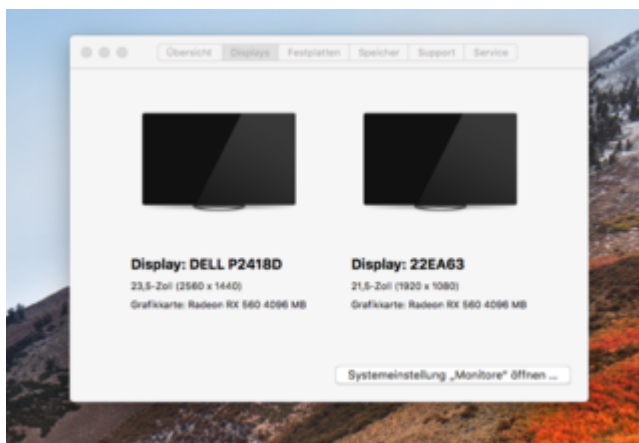 Übersicht Displays Festplatten Speicher Support Service
Display: DELL P2418D
23,5-Zoll (2560 x 1440)
Grafikkarte: Radeon RX 560 4096 MB
Display: 22EA63
21,5-Zoll (1920 x 1080)
Grafikkarte: Radeon RX 560 4096 MB
Systemeinstellung „Monitore“ öffnen ...